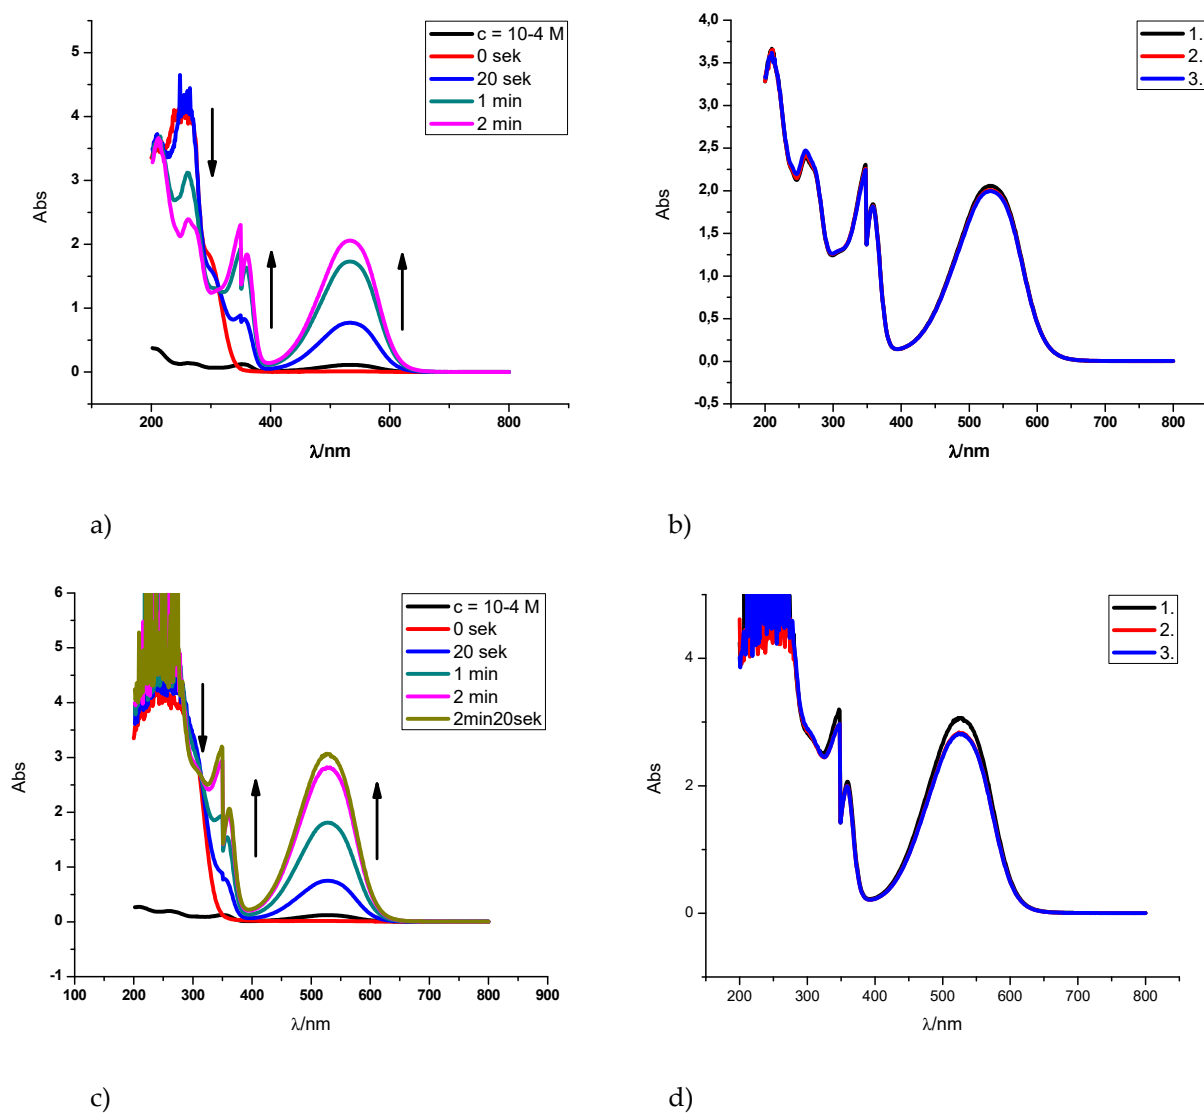 c = 10-4 M
0 sek
20 sek
1 min
2 min
5
4
3
2
1
0
Abs
200
400
600
800
λ/nm
a)
1.
2.
3.
4,0
3,5
3,0
2,5
2,0
1,5
1,0
0,5
0,0
-0,5
Abs
200
300
400
500
600
700
800
λ/nm
b)
c = 10-4 M
0 sek
20 sek
1 min
2 min
2min20sek
6
5
4
3
2
1
0
-1
Abs
100
200
300
400
500
600
700
800
900
λ/nm
c)
1.
2.
3.
4
2
0
Abs
200
300
400
500
600
700
800
λ/nm
d)